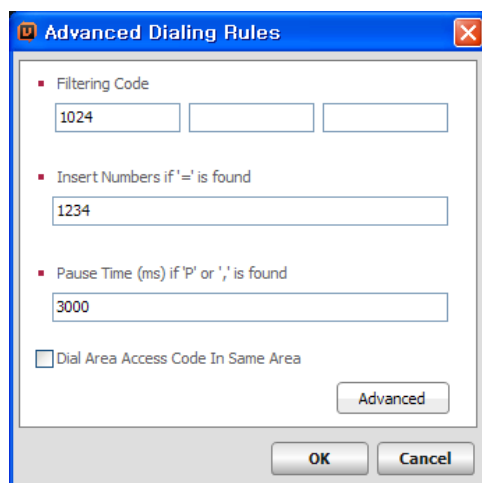 Advanced Dialing Rules
Filtering Code
1024
Insert Numbers if '=' is found
1234
Pause Time (ms) if 'P' or ',' is found
3000
Dial Area Access Code In Same Area
Advanced
OK Cancel